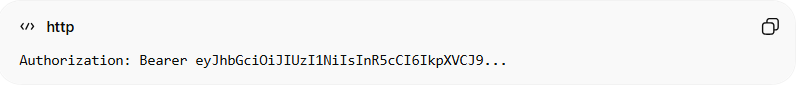 http
Authorization: Bearer eyJhbGciOiJIUzI1NiIsInR5cCI6IkpXVCJ9...